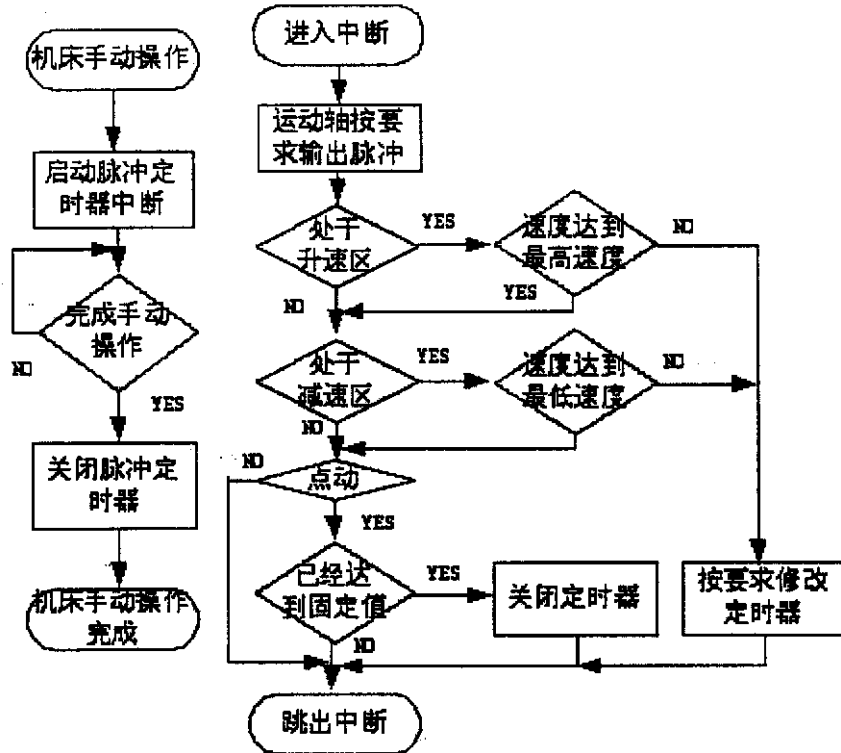 机床手动操作
启动脉冲定
时器中断
完成手动
操作
NO
YES
关闭脉冲定
时器
机床手动操作
完成
进入中断
运动轴按要
求输出脉冲
处于
升速区
YES
速度达到
最高速度
NO
YES
NO
处于
减速区
YES
速度达到
最低速度
NO
NO
NO
点动
YES
已经达
到固定值
YES
关闭定时器
按要求修改
定时器
NO
跳出中断